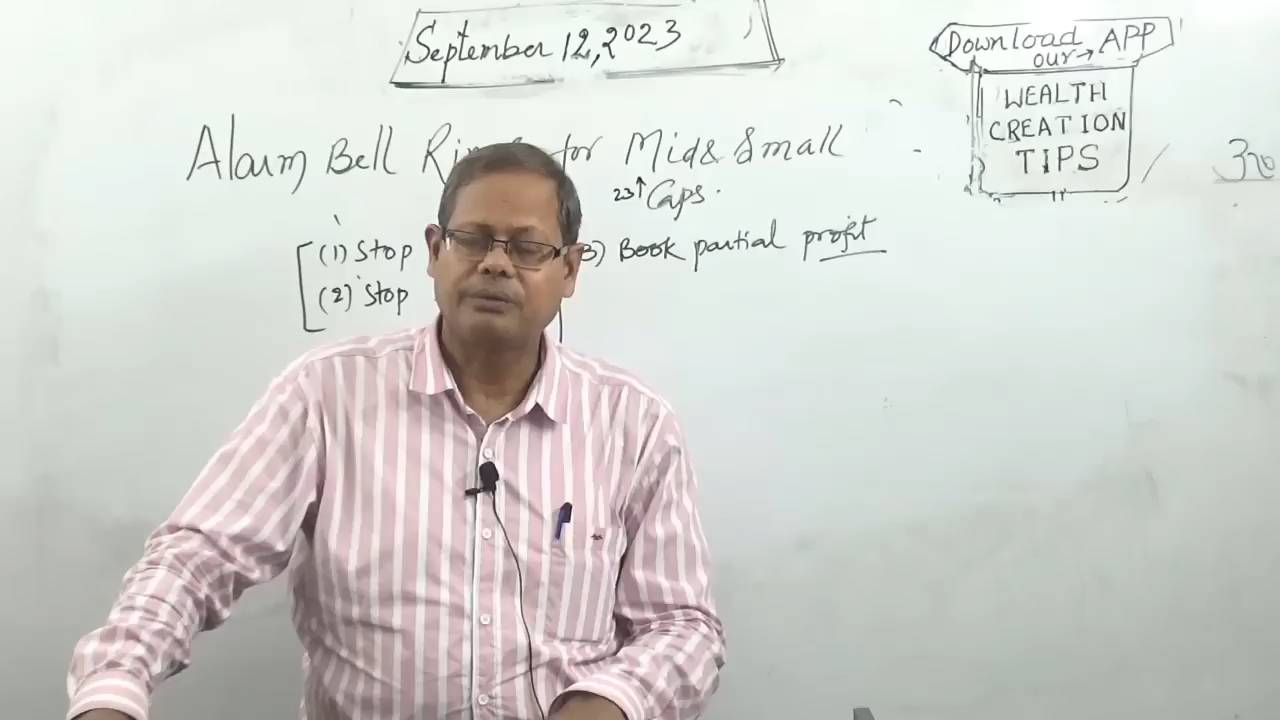 September 12, 2023
Download APP
our→
WEALTH
CREATION
TIPS
Alarm Bell for Mid & Small
23↑ Caps.
(1) Stop
(2) Stop
3) Book partial profit